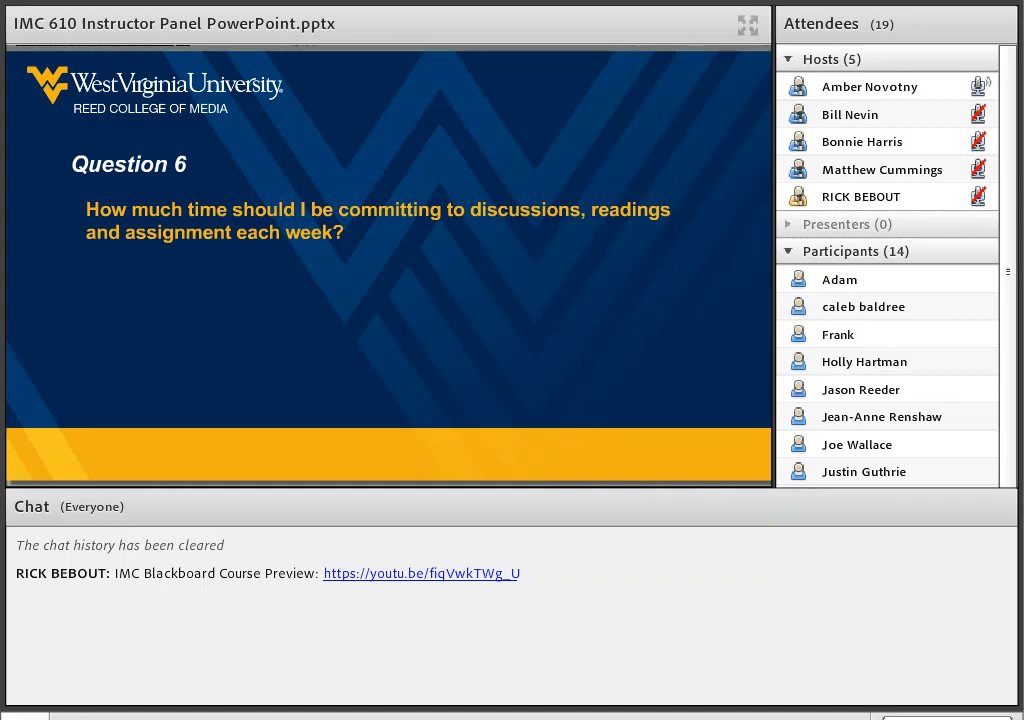 IMC 610 Instructor Panel PowerPoint.pptx
WestVirginiaUniversity.
REED COLLEGE OF MEDIA
Question 6
How much time should I be committing to discussions, readings
and assignment each week?
Attendees (19)
Hosts (5)
Amber Novotny
Bill Nevin
Bonnie Harris
Matthew Cummings
RICK BEBOUT
Presenters (0)
Participants (14)
Adam
caleb baldree
Frank
Holly Hartman
Jason Reeder
Jean-Anne Renshaw
Joe Wallace
Justin Guthrie
Chat (Everyone)
The chat history has been cleared
RICK BEBOUT: IMC Blackboard Course Preview: https://youtu.be/fiqVwkTWg_U